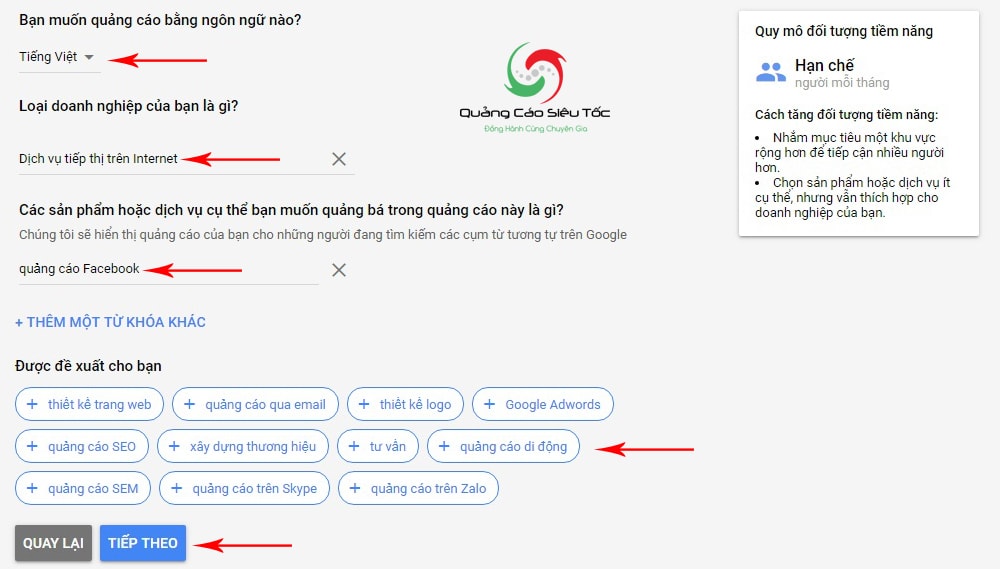 Bạn muốn quảng cáo bằng ngôn ngữ nào?
Tiếng Việt
Loại doanh nghiệp của bạn là gì?
Dịch vụ tiếp thị trên Internet
Các sản phẩm hoặc dịch vụ cụ thể bạn muốn quảng bá trong quảng cáo này là gì?
Chúng tôi sẽ hiển thị quảng cáo của bạn cho những người đang tìm kiếm các cụm từ tương tự trên Google
quảng cáo Facebook
+ THÊM MỘT TỪ KHÓA KHÁC
Được đề xuất cho bạn
+ thiết kế trang web
+ quảng cáo qua email
+ thiết kế logo
+ Google Adwords
+ quảng cáo SEO
+ xây dựng thương hiệu
+ tư vấn
+ quảng cáo di động
+ quảng cáo SEM
+ quảng cáo trên Skype
+ quảng cáo trên Zalo
QUAY LẠI
TIẾP THEO
Quảng Cáo Siêu Tốc
Đồng Hành Cùng Chuyên Gia
Quy mô đối tượng tiềm năng
Hạn chế
người mỗi tháng
Cách tăng đối tượng tiềm năng:
• Nhắm mục tiêu một khu vực
rộng hơn để tiếp cận nhiều người
hơn.
• Chọn sản phẩm hoặc dịch vụ ít
cụ thể, nhưng vẫn thích hợp cho
doanh nghiệp của bạn.